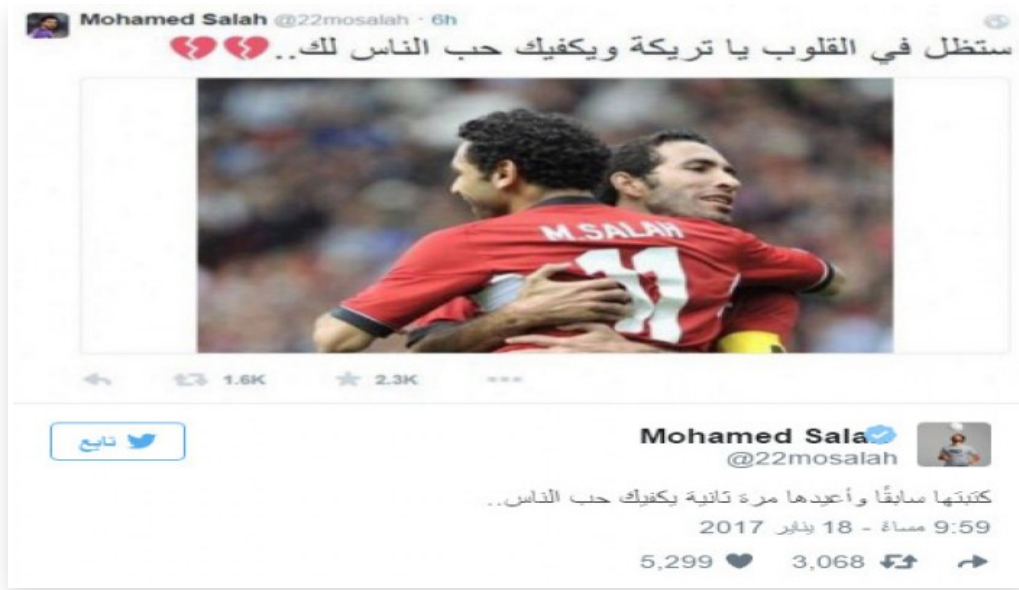 Mohamed Salah @22mosalah · 6h
ستظل في القلوب يا تريكة ويكفيك حب الناس لك.. 💔💔
M.SALAH
11
1.6K 2.3K
Mohamed Sala
@22mosalah
تابع
كتبتها سابقًا وأعيدها مرة ثانية يكفيك حب الناس..
9:59 مساءً - 18 يناير 2017
3,068 5,299